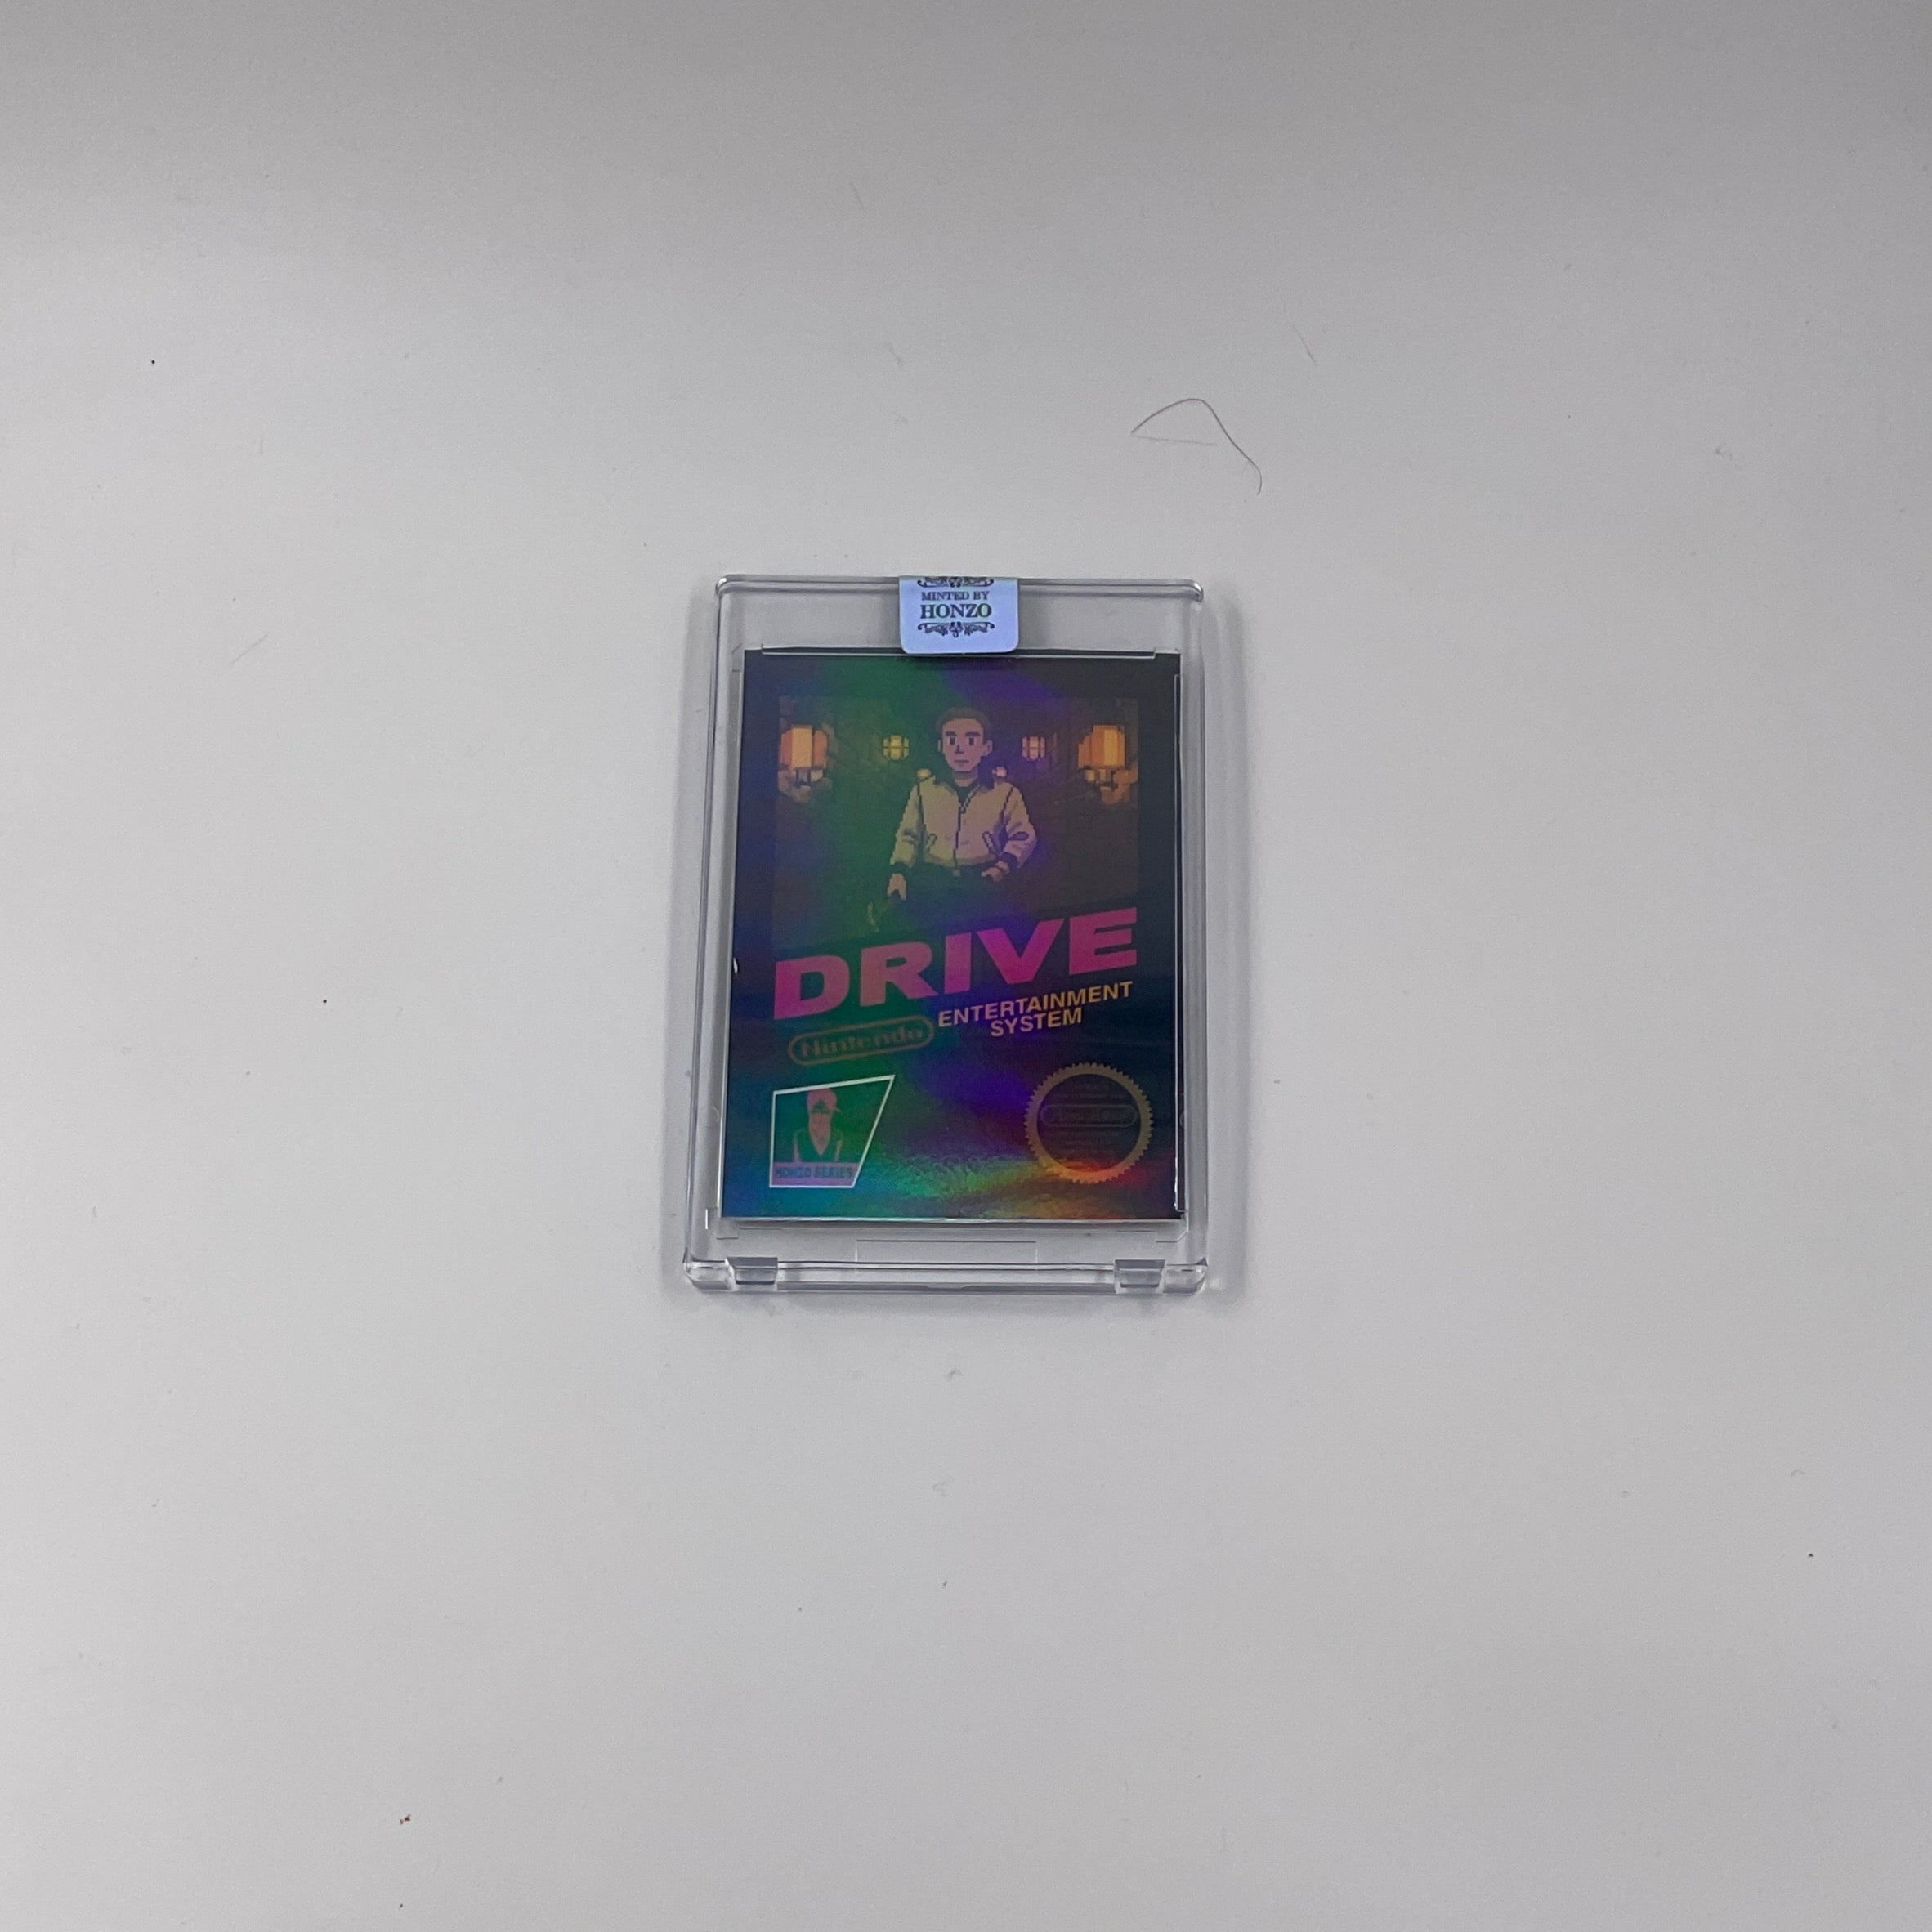 MINTED BY
HONZO
DRIVE
Nintendo
ENTERTAINMENT
SYSTEM
HONZO SERIES